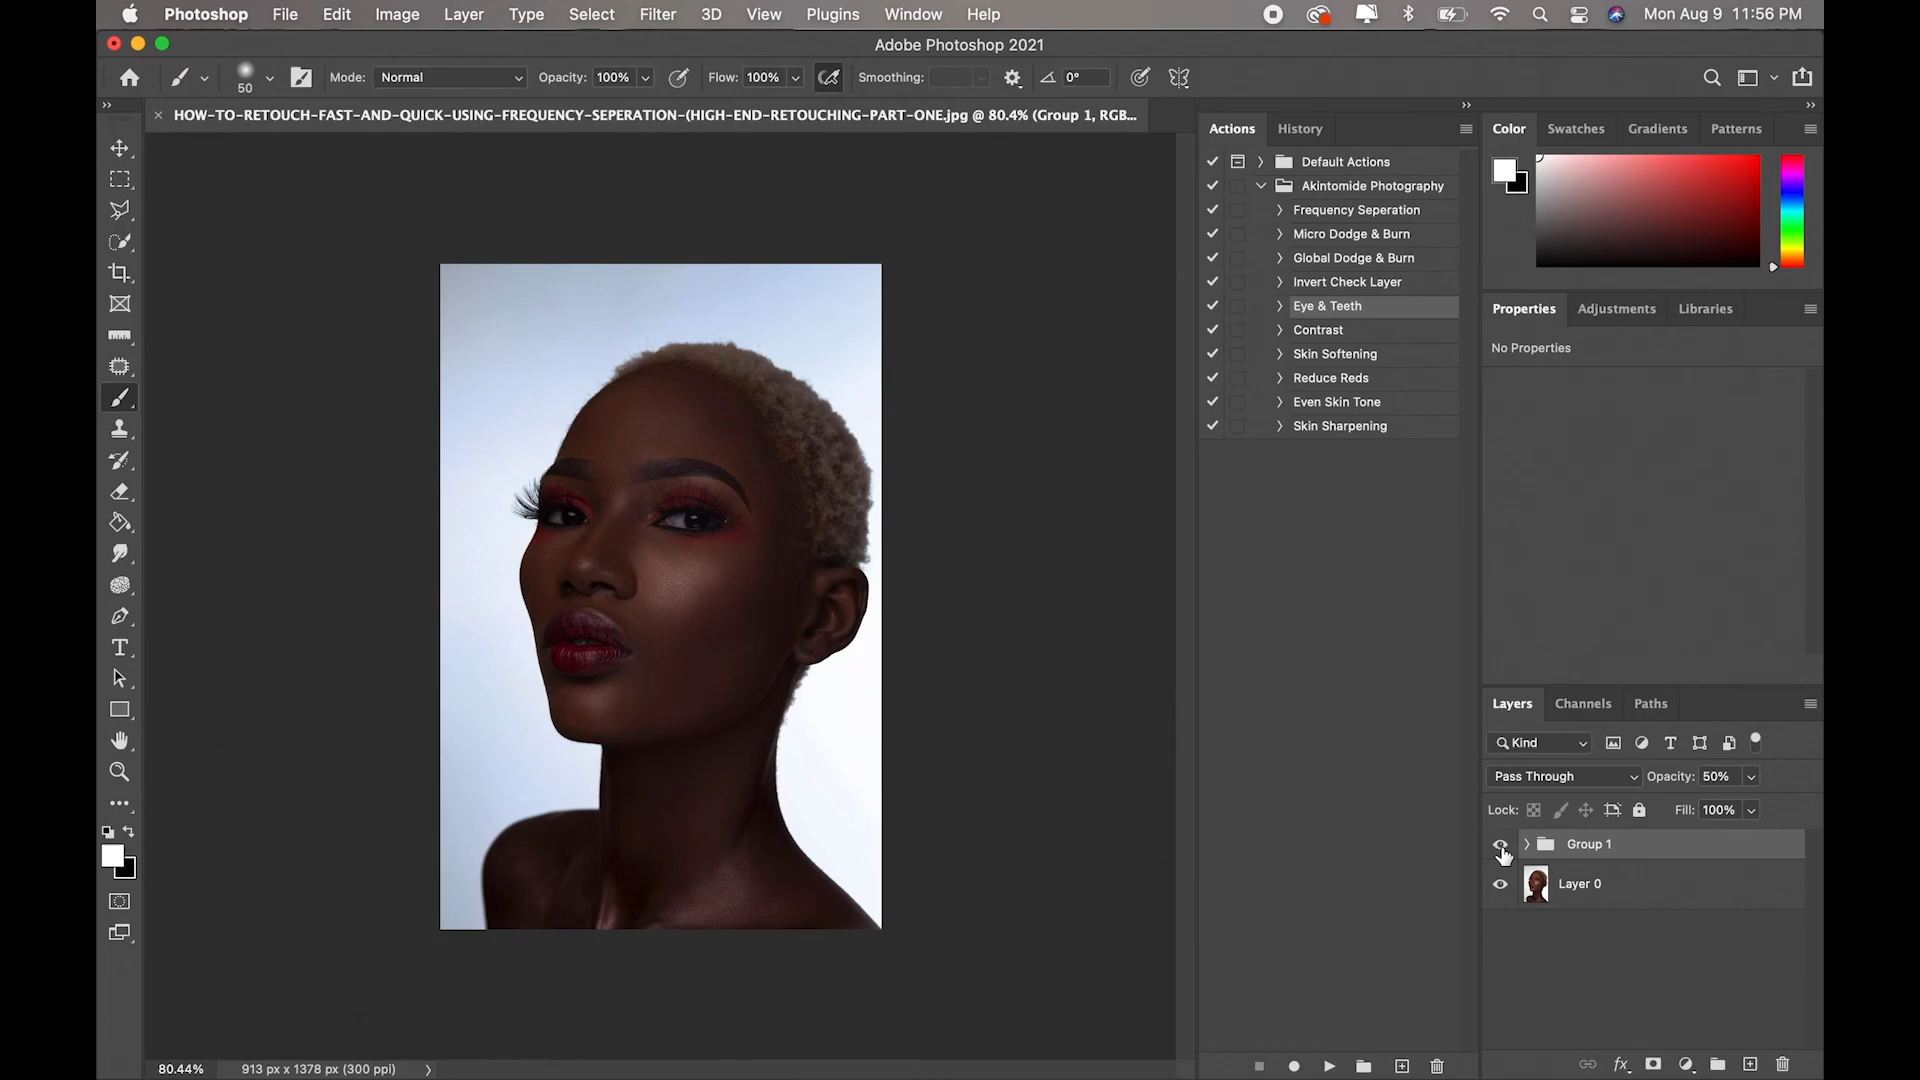 Photoshop File Edit Image Layer Type Select Filter 3D View Plugins Window Help Mon Aug 9 11:56 PM
Adobe Photoshop 2021
50 Mode: Normal Opacity: 100% Flow: 100% Smoothing: 0°
HOW-TO-RETOUCH-FAST-AND-QUICK-USING-FREQUENCY-SEPERATION-(HIGH-END-RETOUCHING-PART-ONE.jpg @ 80.4% (Group 1, RGB...
Actions History
Default Actions
Akintomide Photography
Frequency Seperation
Micro Dodge & Burn
Global Dodge & Burn
Invert Check Layer
Eye & Teeth
Contrast
Skin Softening
Reduce Reds
Even Skin Tone
Skin Sharpening
Color Swatches Gradients Patterns
Properties Adjustments Libraries
No Properties
Layers Channels Paths
Kind
Pass Through Opacity: 50%
Lock: Fill: 100%
Group 1
Layer 0
80.44% 913 px x 1378 px (300 ppi)